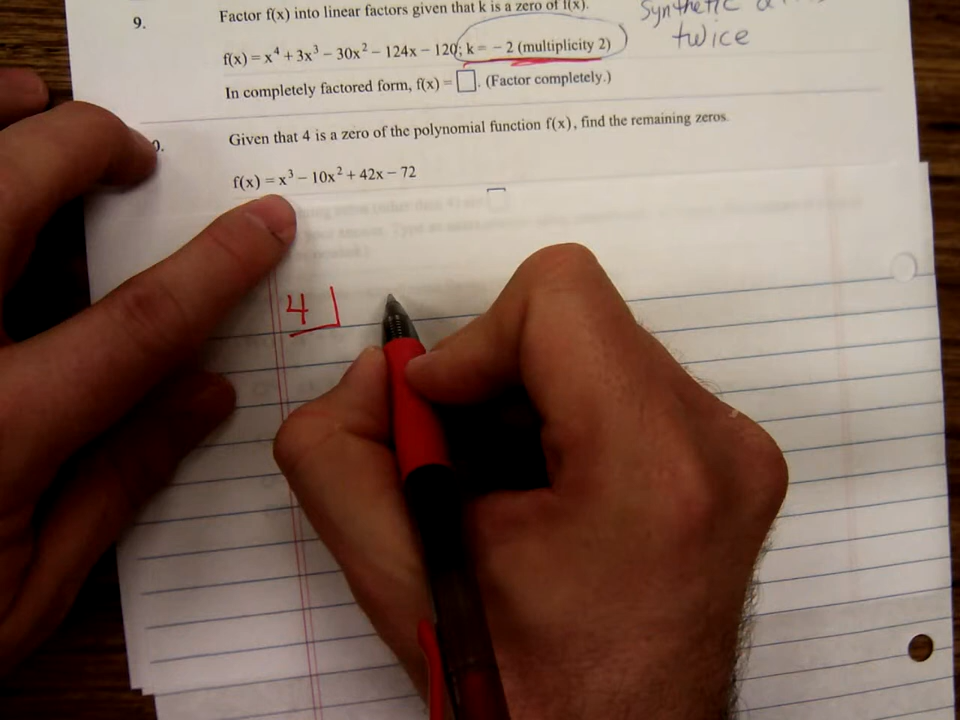 9. Factor f(x) into linear factors given that k is a zero of f(x).
Synthetic
twice
f(x) = x⁴ + 3x³ − 30x² − 124x − 120; k = − 2 (multiplicity 2)
In completely factored form, f(x) = □. (Factor completely.)
0. Given that 4 is a zero of the polynomial function f(x), find the remaining zeros.
f(x) = x³ − 10x² + 42x − 72
4